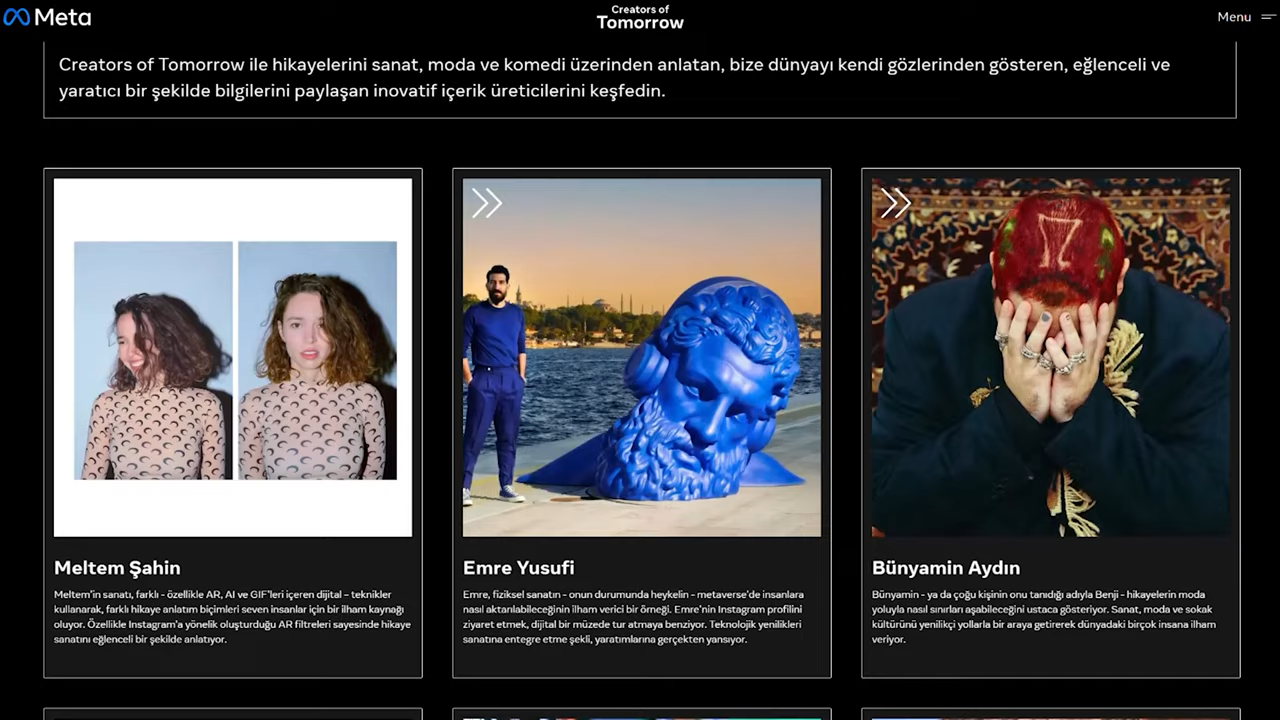 Meta
Creators of
Tomorrow
Menu
Creators of Tomorrow ile hikayelerini sanat, moda ve komedi üzerinden anlatan, bize dünyayı kendi gözlerinden gösteren, eğlenceli ve
yaratıcı bir şekilde bilgilerini paylaşan inovatif içerik üreticilerini keşfedin.
Meltem Şahin
Meltem'in sanatı, farklı - özellikle AR, AI ve GIF'leri içeren dijital – teknikler
kullanarak, farklı hikaye anlatım biçimleri seven insanlar için bir ilham kaynağı
oluyor. Özellikle Instagram'a yönelik oluşturduğu AR filtreleri sayesinde hikaye
sanatını eğlenceli bir şekilde anlatıyor.
Emre Yusufi
Emre, fiziksel sanatın - onun durumunda heykelin - metaverse'de insanlara
nasıl aktarılabileceğinin ilham verici bir örneği. Emre'nin Instagram profilini
ziyaret etmek, dijital bir müzede tur atmaya benziyor. Teknolojik yenilikleri
sanatına entegre etme şekli, yaratımlarına gerçekten yansıyor.
Bünyamin Aydın
Bünyamin - ya da çoğu kişinin onu tanıdığı adıyla Benji - hikayelerin moda
yoluyla nasıl sınırları aşabileceğini ustaca gösteriyor. Sanat, moda ve sokak
kültürünü yenilikçi yollarla bir araya getirerek dünyadaki birçok insana ilham
veriyor.